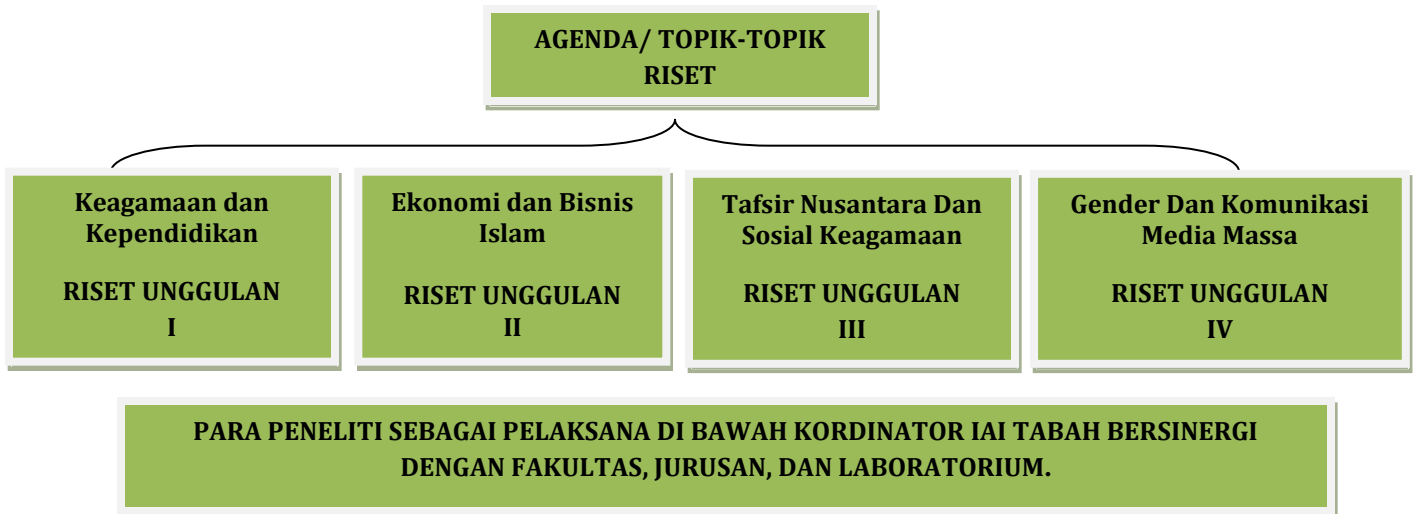 AGENDA/ TOPIK-TOPIK
RISET
Keagamaan dan
Kependidikan
RISET UNGGULAN
I
Ekonomi dan Bisnis
Islam
RISET UNGGULAN
II
Tafsir Nusantara Dan
Sosial Keagamaan
RISET UNGGULAN
III
Gender Dan Komunikasi
Media Massa
RISET UNGGULAN
IV
PARA PENELITI SEBAGAI PELAKSANA DI BAWAH KORDINATOR IAI TABAH BERSINERGI
DENGAN FAKULTAS, JURUSAN, DAN LABORATORIUM.